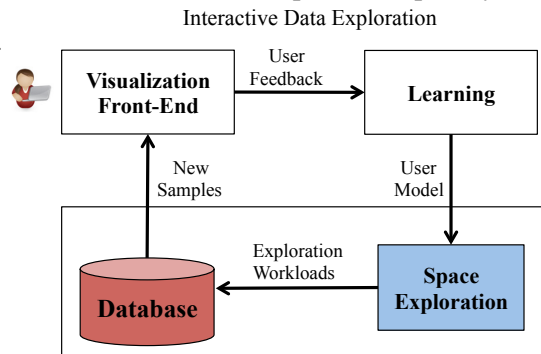 Interactive Data Exploration
Visualization
Front-End
User
Feedback
Learning
New
Samples
User
Model
Database
Exploration
Workloads
Space
Exploration